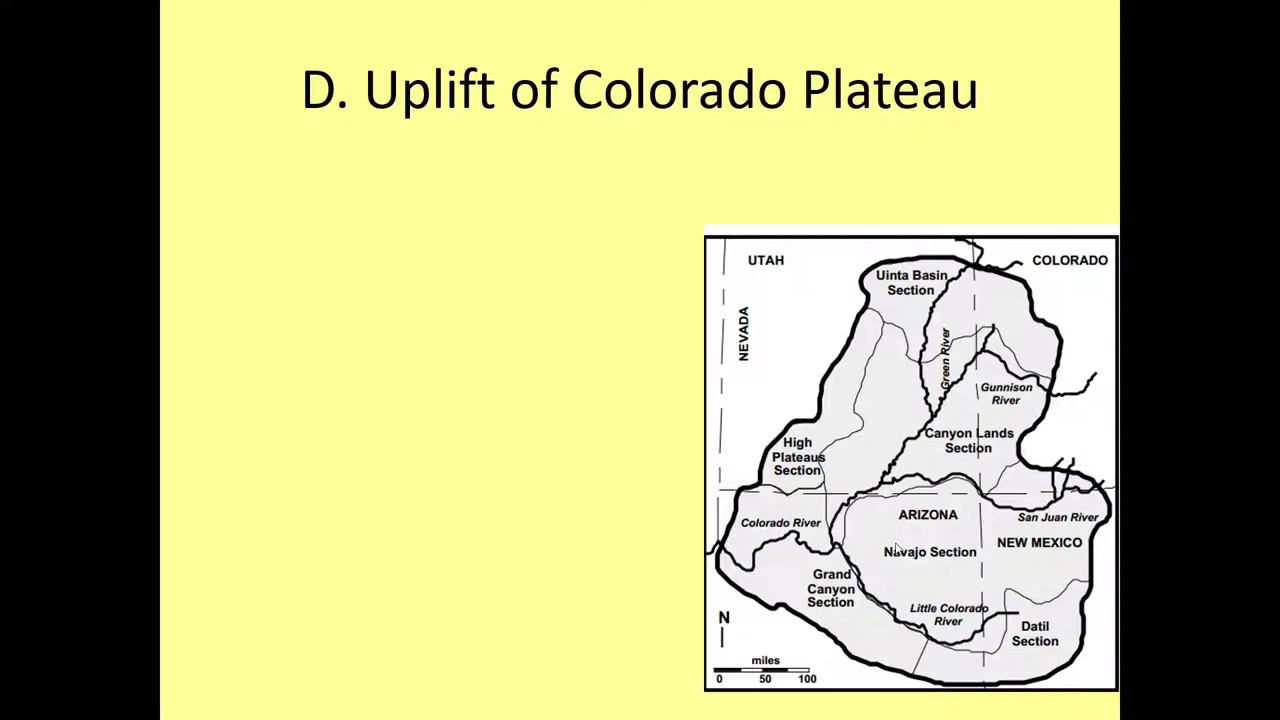 D. Uplift of Colorado Plateau
UTAH
COLORADO
Uinta Basin
Section
NEVADA
Green River
Gunnison
River
Canyon Lands
Section
High
Plateaus
Section
Colorado River
ARIZONA
San Juan River
NEW MEXICO
Navajo Section
Grand
Canyon
Section
Little Colorado
River
Datil
Section
N
miles
0 50 100